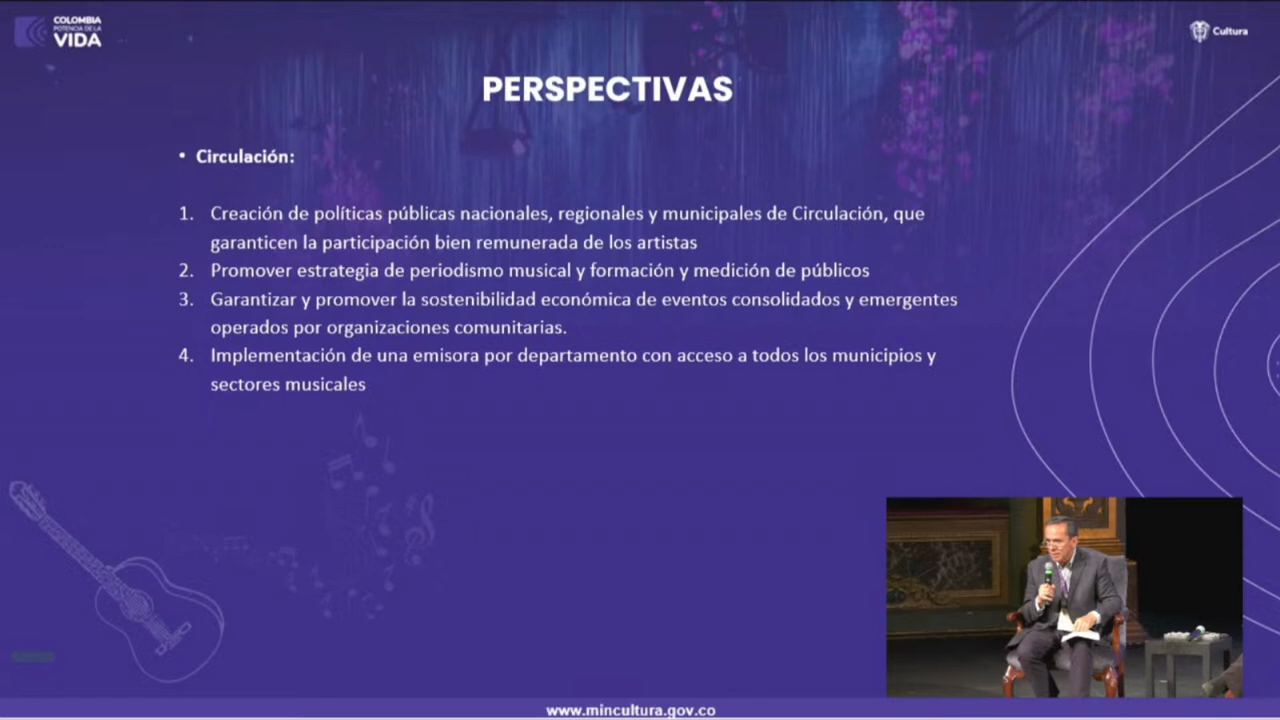 COLOMBIA
POTENCIA DE LA
VIDA
Cultura
PERSPECTIVAS
• Circulación:
1. Creación de políticas públicas nacionales, regionales y municipales de Circulación, que
garanticen la participación bien remunerada de los artistas
2. Promover estrategia de periodismo musical y formación y medición de públicos
3. Garantizar y promover la sostenibilidad económica de eventos consolidados y emergentes
operados por organizaciones comunitarias.
4. Implementación de una emisora por departamento con acceso a todos los municipios y
sectores musicales
www.mincultura.gov.co